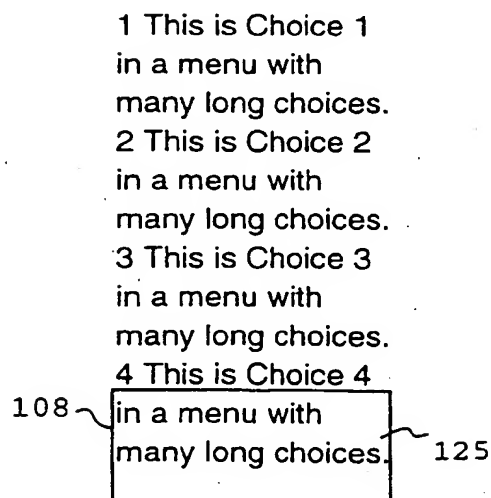 1 This is Choice 1
in a menu with
many long choices.
2 This is Choice 2
in a menu with
many long choices.
3 This is Choice 3
in a menu with
many long choices.
4 This is Choice 4
108 in a menu with
many long choices. 125